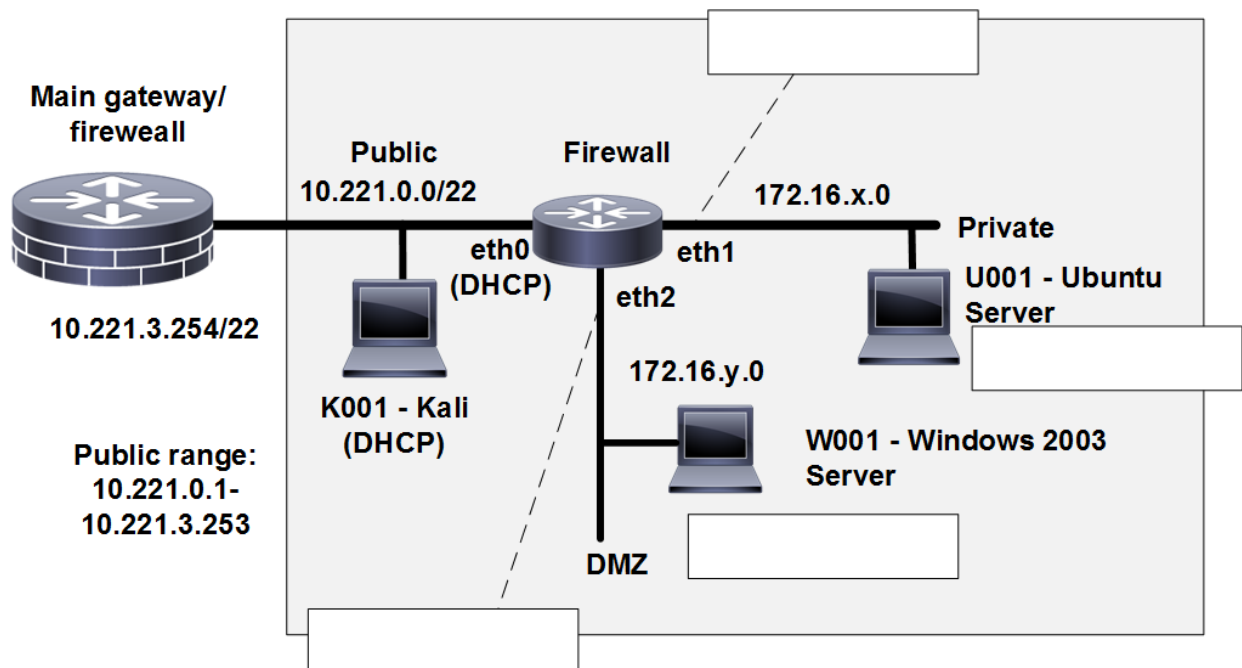 Main gateway/
fireweall
Public
10.221.0.0/22
Firewall
172.16.x.0
Private
eth0
(DHCP)
eth1
eth2
U001 - Ubuntu
Server
10.221.3.254/22
172.16.y.0
K001 - Kali
(DHCP)
W001 - Windows 2003
Server
Public range:
10.221.0.1-
10.221.3.253
DMZ